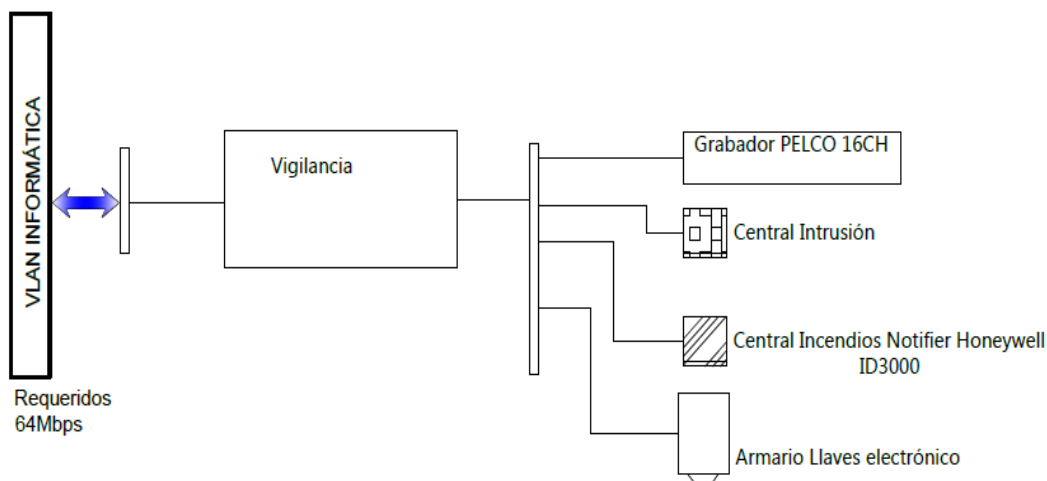 VLAN INFORMÁTICA
Requeridos
64Mbps
Vigilancia
Grabador PELCO 16CH
Central Intrusión
Central Incendios Notifier Honeywell
ID3000
Armario Llaves electrónico